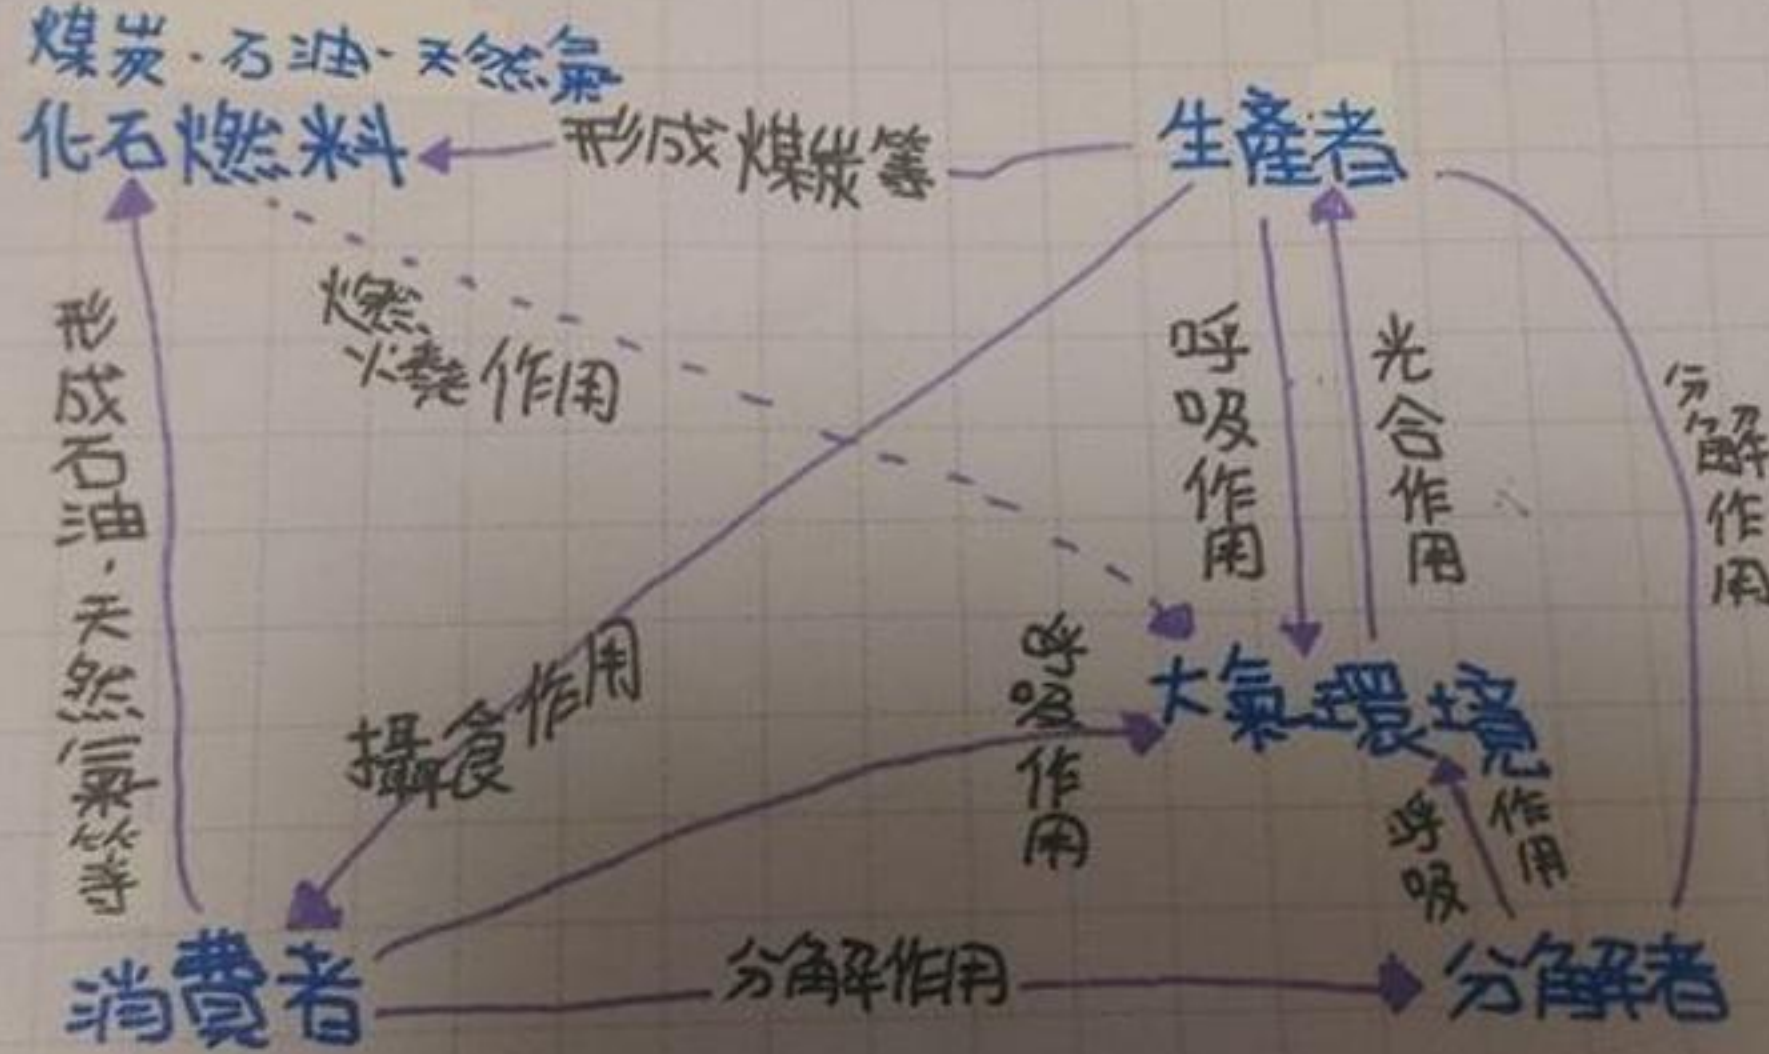 煤炭·石油·天然氣
化石燃料
形成煤炭等
生產者
燃燒作用
形成石油·天然氣等
呼吸作用
光合作用
分解作用
攝食作用
呼吸作用
大氣環境
呼吸作用
消費者
分解作用
分解者